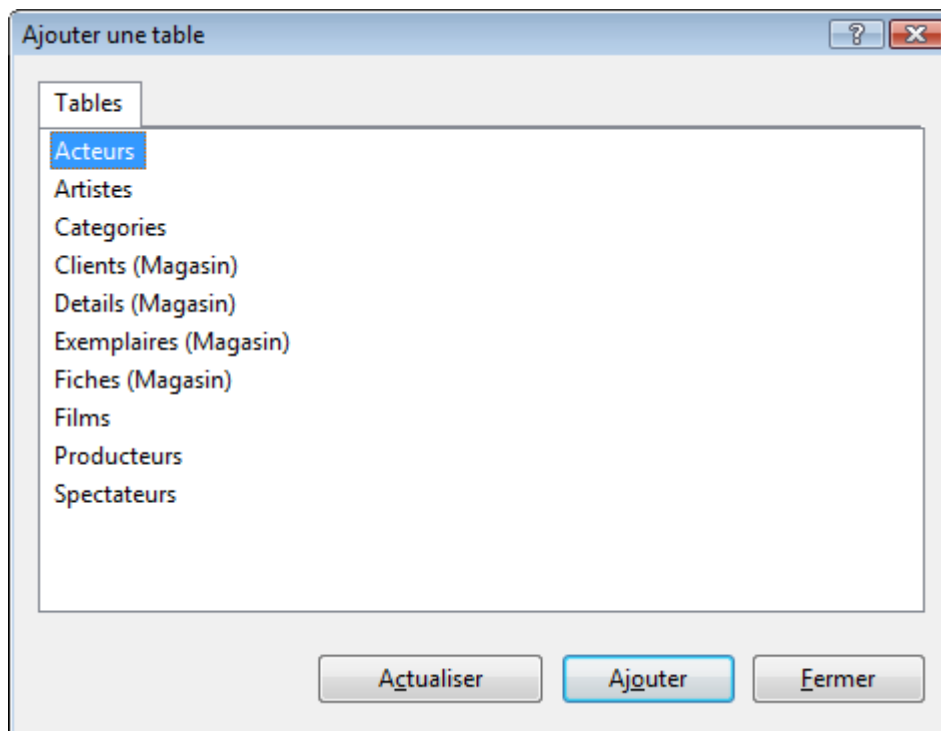 Ajouter une table
Tables
Acteurs
Artistes
Categories
Clients (Magasin)
Details (Magasin)
Exemplaires (Magasin)
Fiches (Magasin)
Films
Producteurs
Spectateurs
Actualiser Ajouter Fermer